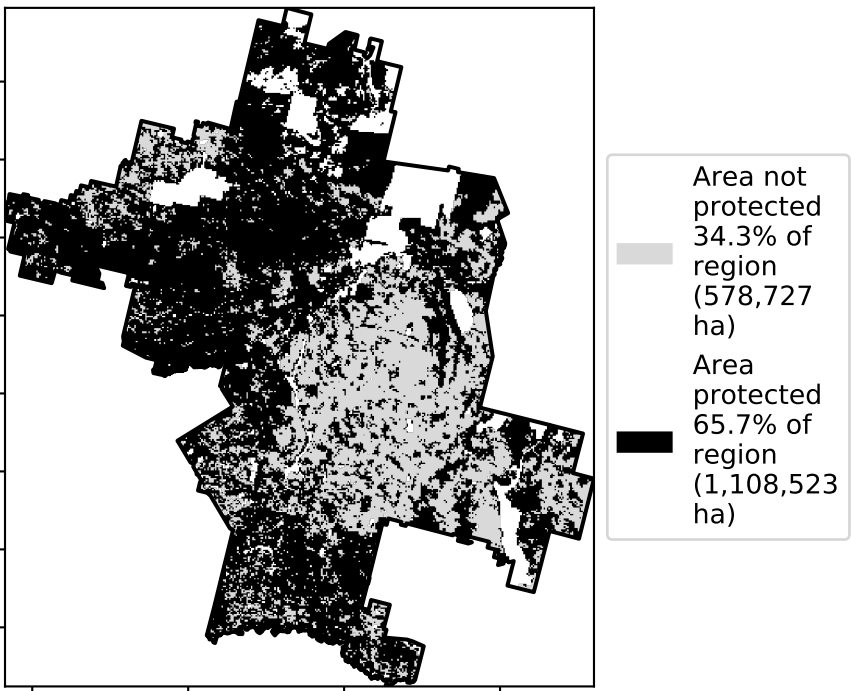 Area not
protected
34.3% of
region
(578,727
ha)
Area
protected
65.7% of
region
(1,108,523
ha)